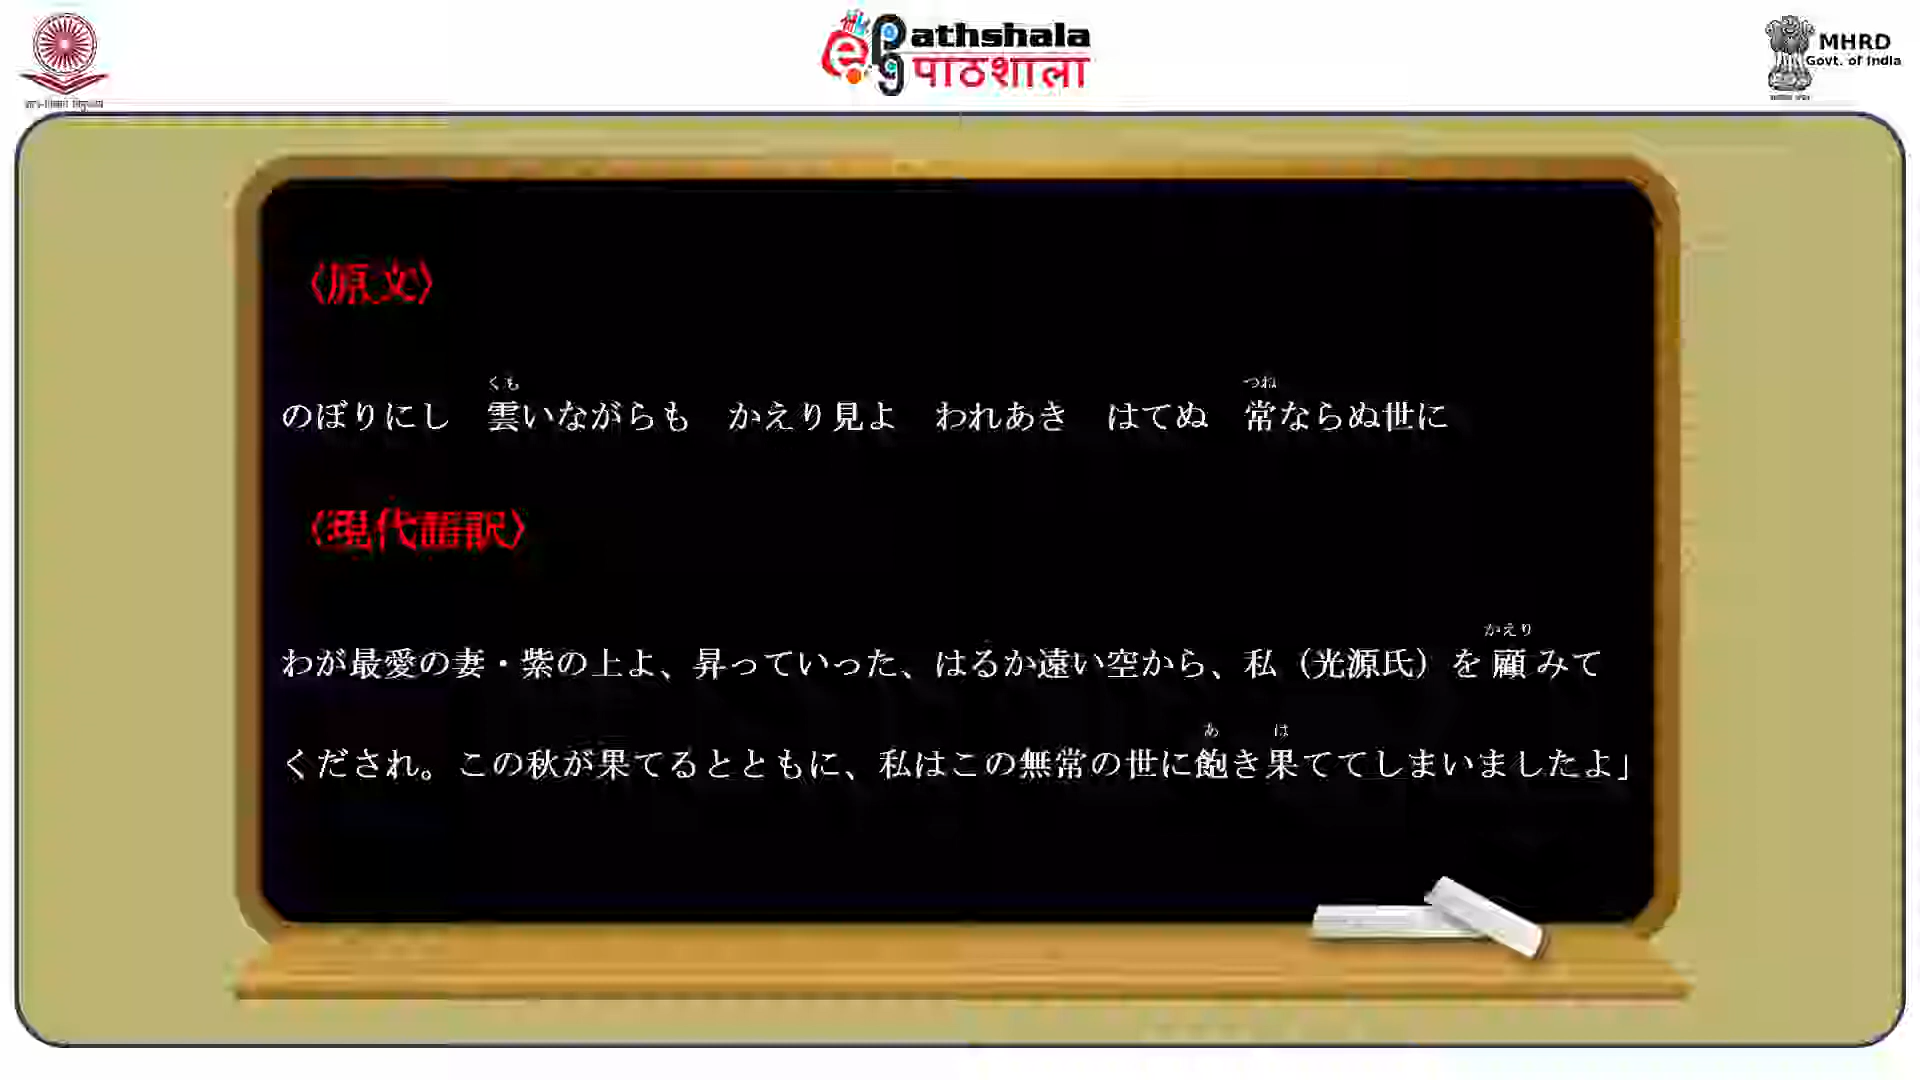 athshala
पाठशाला
MHRD
Govt. of India
〈原文〉
のぼりにし　雲いながらも　かえり見よ　われあき　はてぬ　常ならぬ世に
くも
つね
〈現代語訳〉
わが最愛の妻・紫の上よ、昇っていった、はるか遠い空から、私（光源氏）を顧みて
かえり
くだされ。この秋が果てるとともに、私はこの無常の世に飽き果ててしまいましたよ」
あ
は